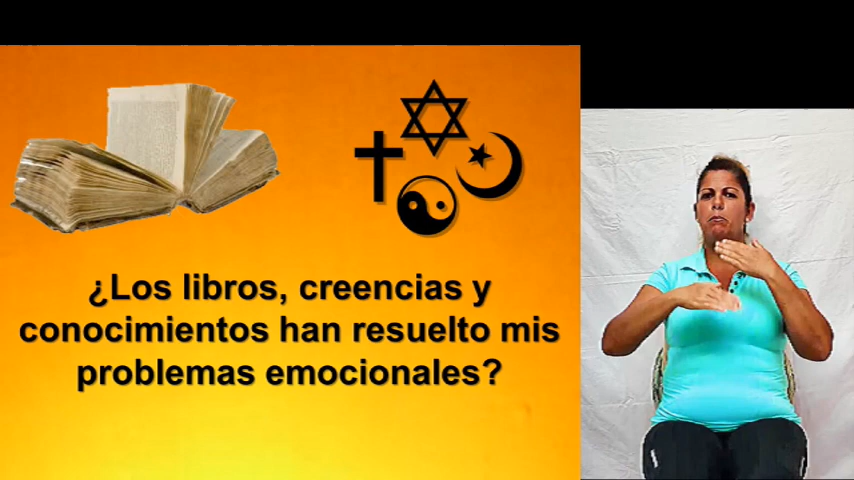 ¿Los libros, creencias y
conocimientos han resuelto mis
problemas emocionales?